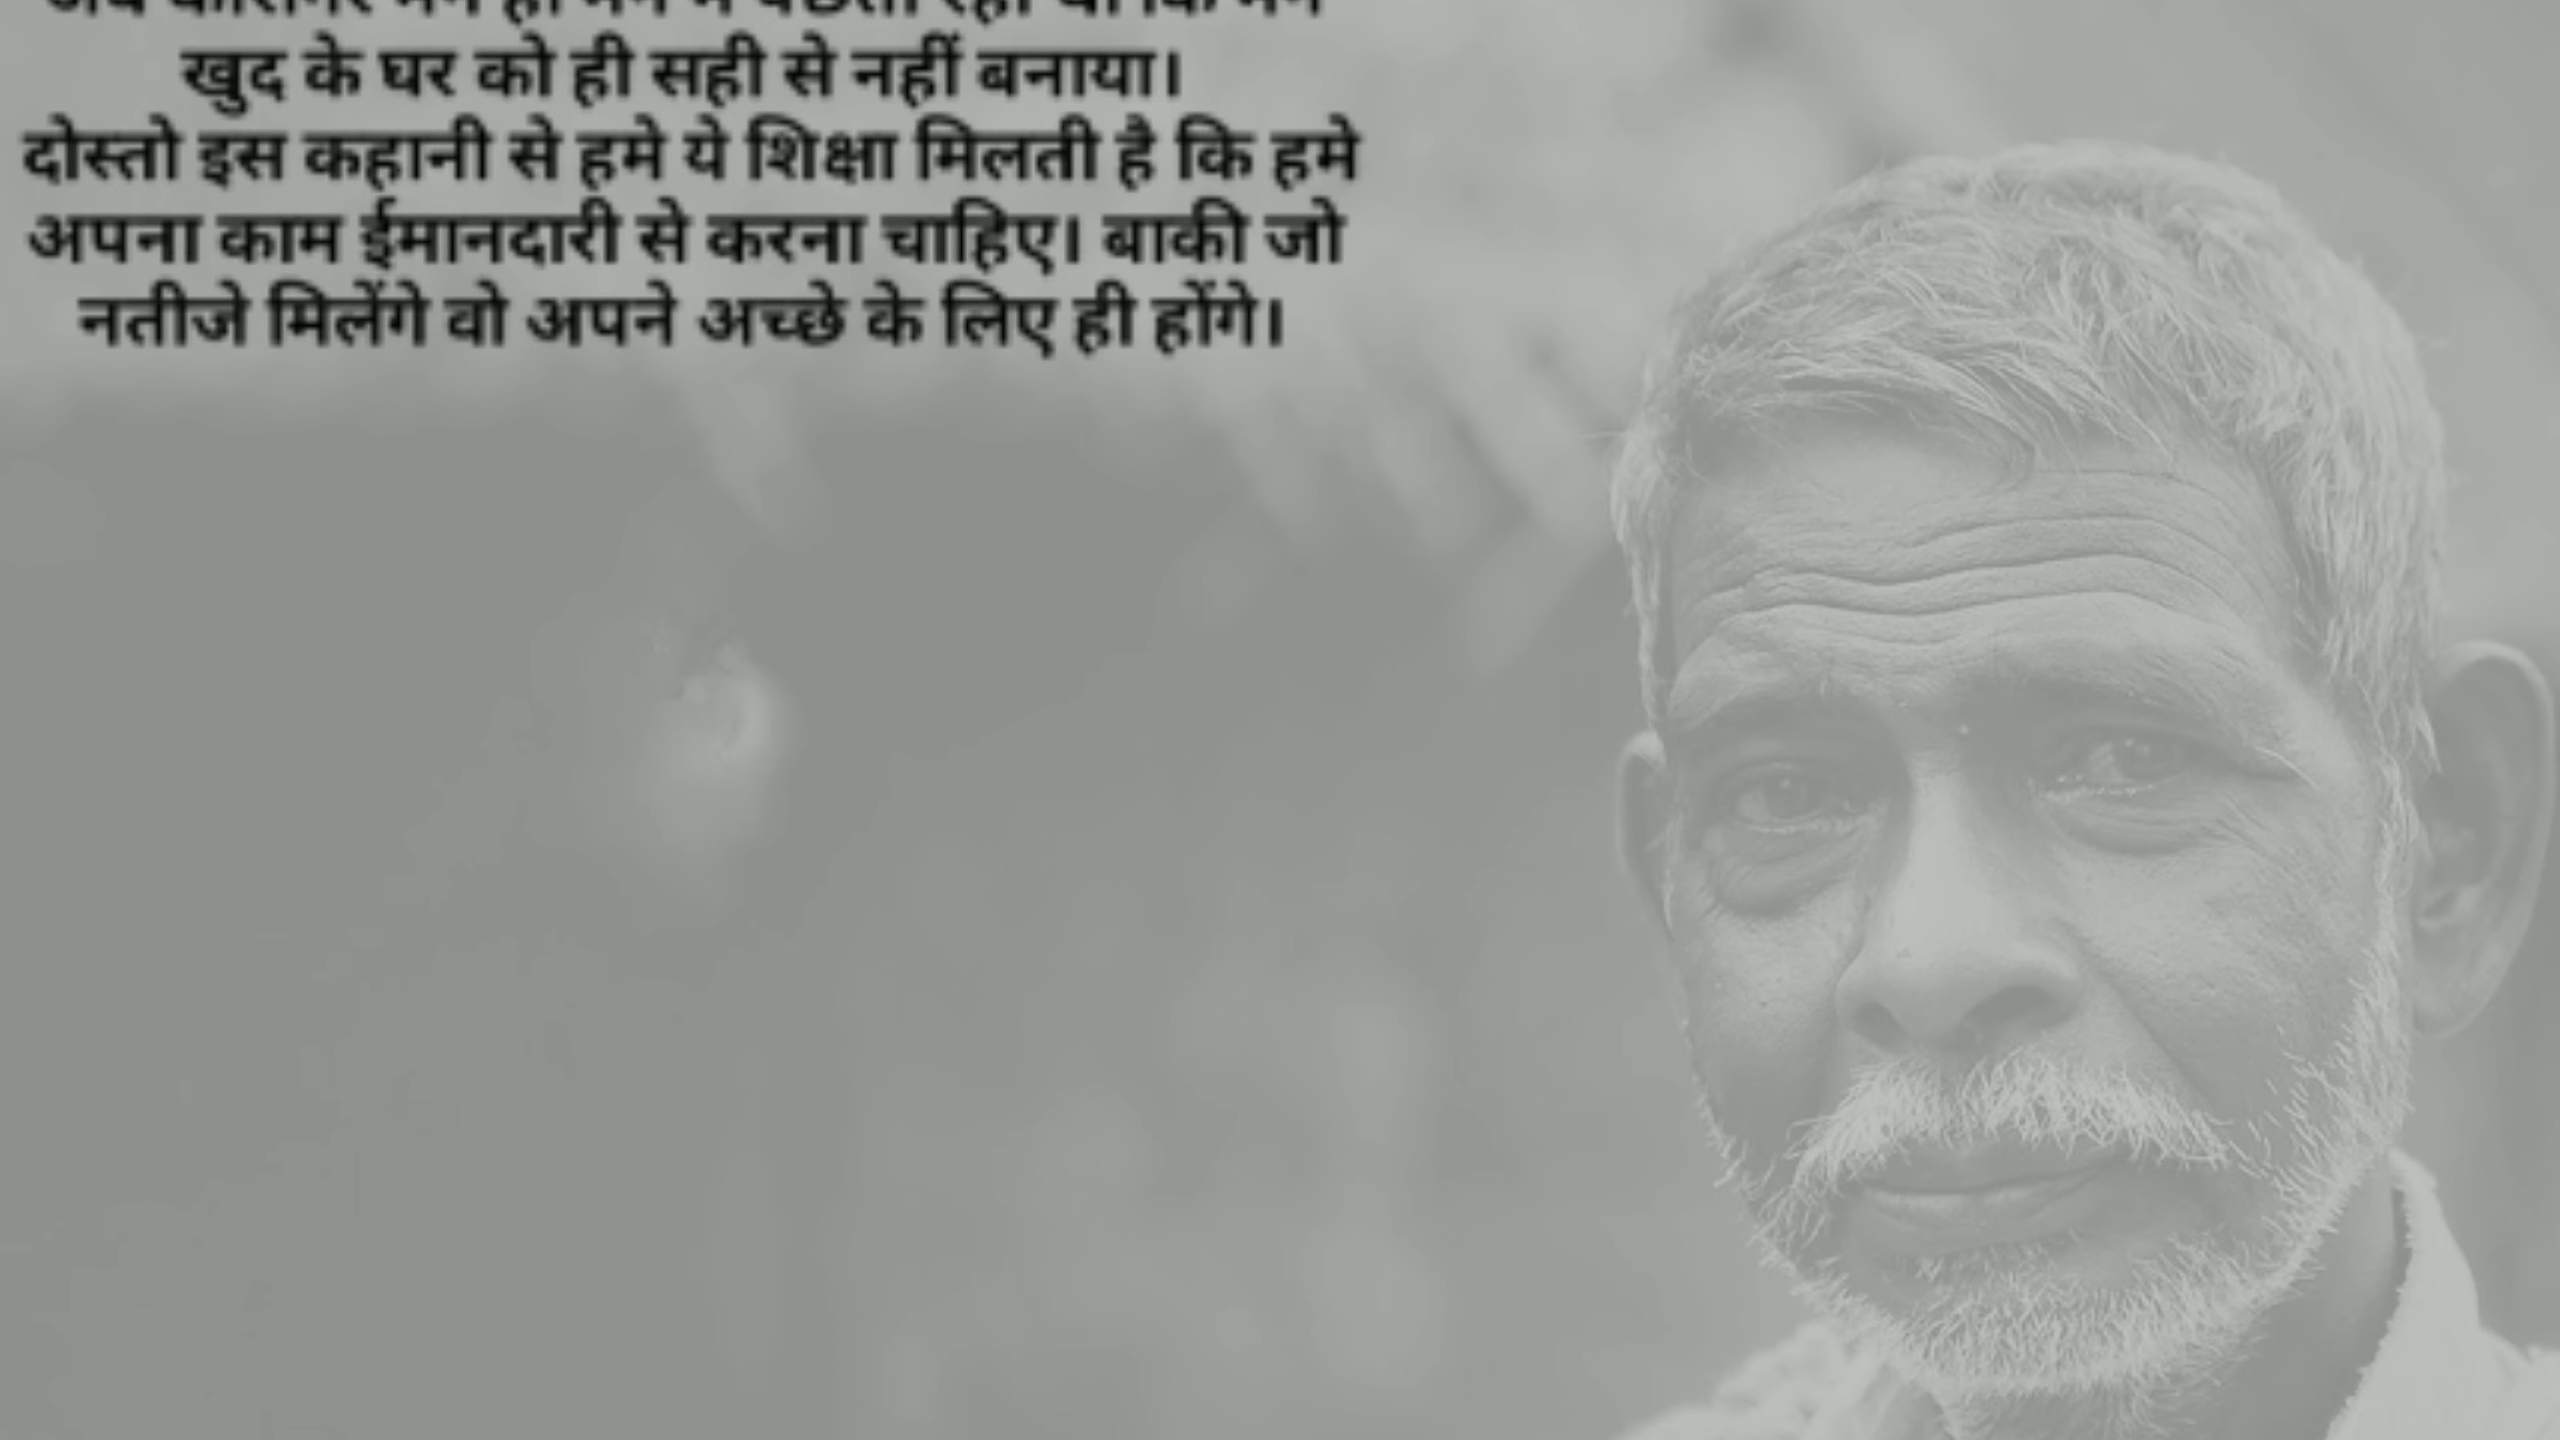 खुद के घर को ही सही से नहीं बनाया।
दोस्तो इस कहानी से हमे ये शिक्षा मिलती है कि हमे
अपना काम ईमानदारी से करना चाहिए। बाकी जो
नतीजे मिलेंगे वो अपने अच्छे के लिए ही होंगे।